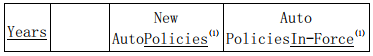 Years
New
AutoPolicies⁽¹⁾
Auto
PoliciesIn-Force⁽¹⁾